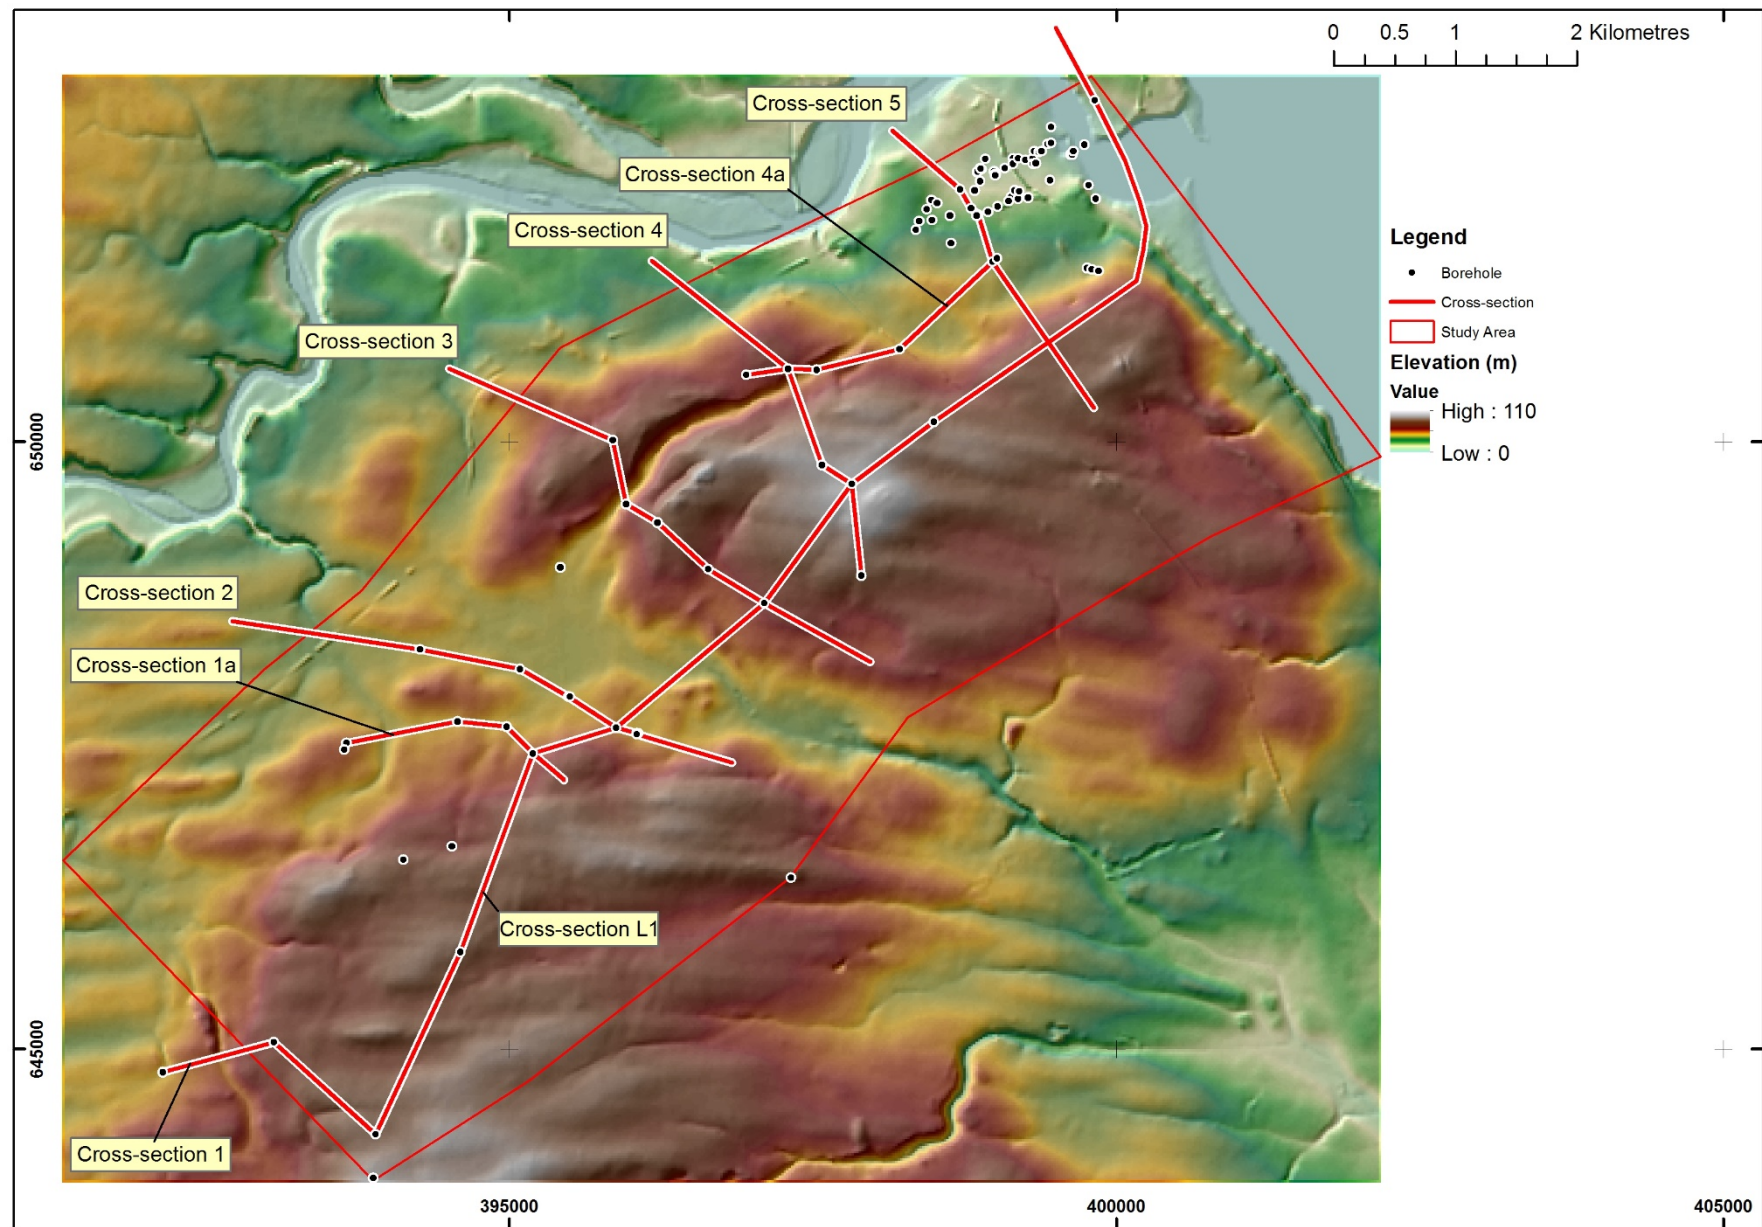 0 0.5 1 2 Kilometres
Cross-section 5
Cross-section 4a
Cross-section 4
Cross-section 3
Cross-section 2
Cross-section 1a
Cross-section L1
Cross-section 1
Legend
Borehole
Cross-section
Study Area
Elevation (m)
Value
High : 110
Low : 0
650000
645000
395000 400000 405000